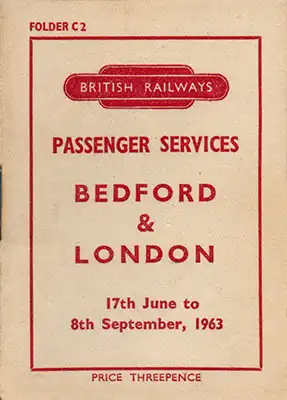 FOLDER C2
BRITISH RAILWAYS
PASSENGER SERVICES
BEDFORD
&
LONDON
17th June to
8th September, 1963
PRICE THREEPENCE